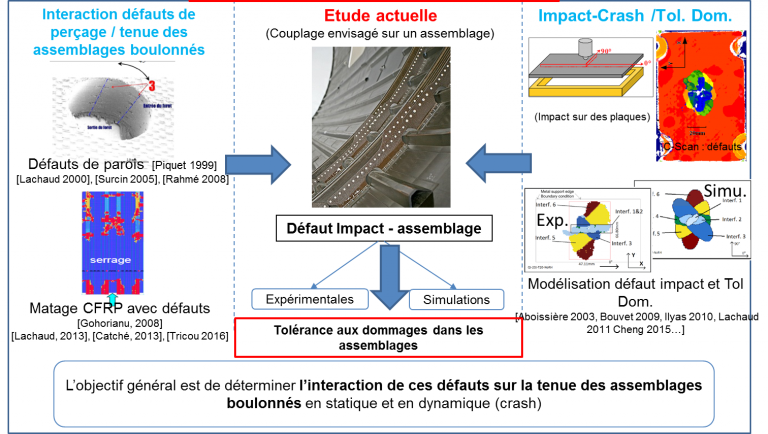 Interaction défauts de
perçage / tenue des
assemblages boulonnés
3
Défauts de parois [Piquet 1999]
[Lachaud 2000], [Surcin 2005], [Rahmé 2008]
serrage
Matage CFRP avec défauts
[Gohorianu, 2008]
[Lachaud, 2013], [Catché, 2013], [Tricou 2016]
Etude actuelle
(Couplage envisagé sur un assemblage)
Défaut Impact - assemblage
Expérimentales
Simulations
Tolérance aux dommages dans les
assemblages
Impact-Crash /Tol. Dom.
90°
0°
(Impact sur des plaques)
C-Scan : défauts
Metal support edge
Boundary condition
Interf. 6
Interf. 1&2
Exp.
Interf. 5
Interf. 3
Y
X
Simu.
Interf. 1
Interf. 2
Interf. 3
Modélisation défaut impact et Tol
Dom.
[Aboissière 2003, Bouvet 2009, Ilyas 2010, Lachaud
2011 Cheng 2015…]
L’objectif général est de déterminer l’interaction de ces défauts sur la tenue des assemblages
boulonnés en statique et en dynamique (crash)